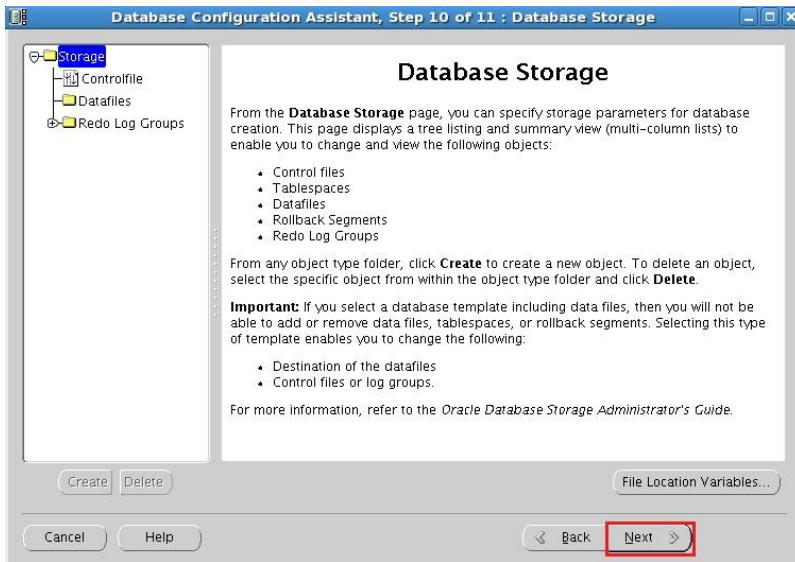 Database Configuration Assistant, Step 10 of 11 : Database Storage
Storage
Controlfile
Datafiles
Redo Log Groups
Database Storage
From the Database Storage page, you can specify storage parameters for database
creation. This page displays a tree listing and summary view (multi-column lists) to
enable you to change and view the following objects:
• Control files
• Tablespaces
• Datafiles
• Rollback Segments
• Redo Log Groups
From any object type folder, click Create to create a new object. To delete an object,
select the specific object from within the object type folder and click Delete.
Important: If you select a database template including data files, then you will not be
able to add or remove data files, tablespaces, or rollback segments. Selecting this type
of template enables you to change the following:
• Destination of the datafiles
• Control files or log groups.
For more information, refer to the Oracle Database Storage Administrator's Guide.
Create Delete
File Location Variables...
Cancel Help Back Next